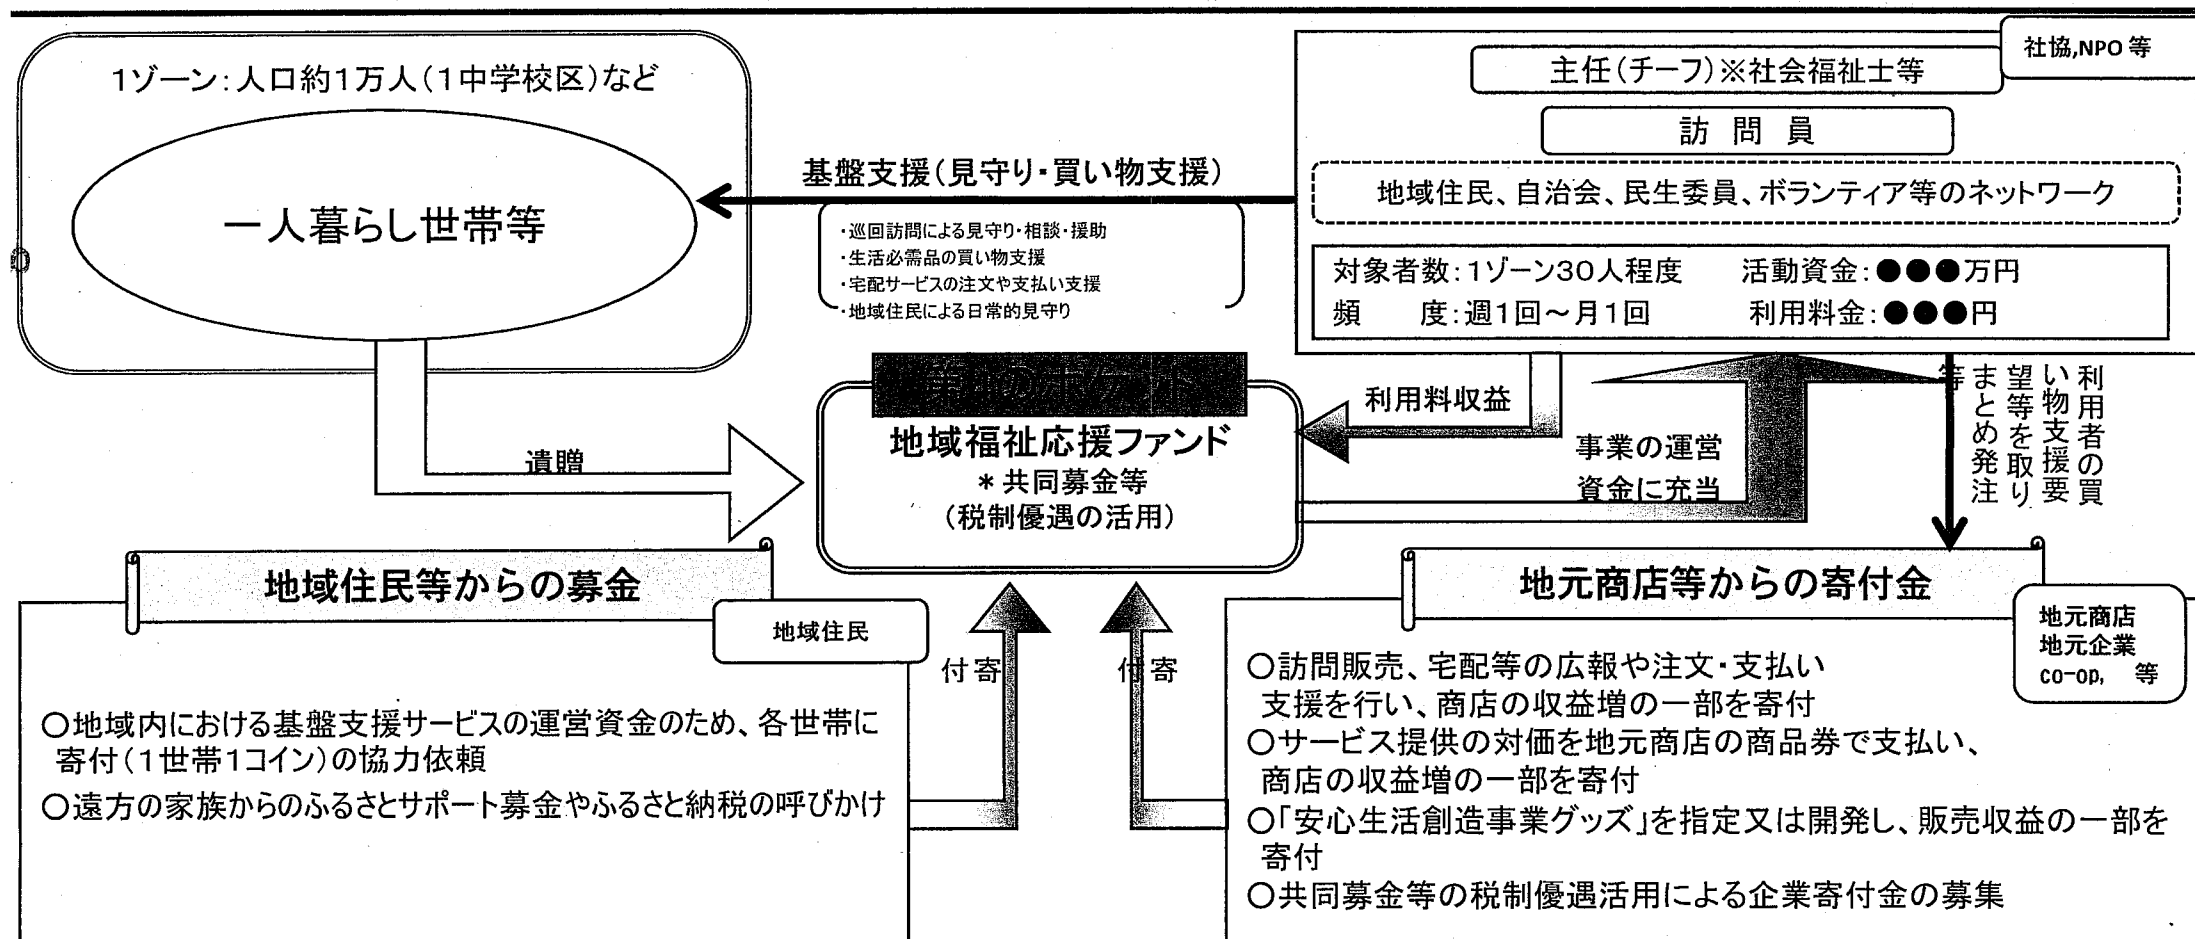 1ゾーン:人口約1万人(1中学校区)など
一人暮らし世帯等
基盤支援(見守り・買い物支援)
・巡回訪問による見守り・相談・援助
・生活必需品の買い物支援
・宅配サービスの注文や支払い支援
・地域住民による日常的見守り
社協,NPO 等
主任(チーフ)※社会福祉士等
訪 問 員
地域住民、自治会、民生委員、ボランティア等のネットワーク
対象者数:1ゾーン30人程度 活動資金:●●●万円
頻 度:週1回~月1回 利用料金:●●●円
遺贈
地域福祉応援ファンド
*共同募金等
(税制優遇の活用)
利用料収益
事業の運営
資金に充当
利用者の買
い物支援要
望等を取り
まとめ発注
等
地域住民等からの募金
地域住民
○地域内における基盤支援サービスの運営資金のため、各世帯に
寄付(1世帯1コイン)の協力依頼
○遠方の家族からのふるさとサポート募金やふるさと納税の呼びかけ
付寄
付寄
地元商店等からの寄付金
地元商店
地元企業
co-op, 等
○訪問販売、宅配等の広報や注文・支払い
支援を行い、商店の収益増の一部を寄付
○サービス提供の対価を地元商店の商品券で支払い、
商店の収益増の一部を寄付
○「安心生活創造事業グッズ」を指定又は開発し、販売収益の一部を
寄付
○共同募金等の税制優遇活用による企業寄付金の募集